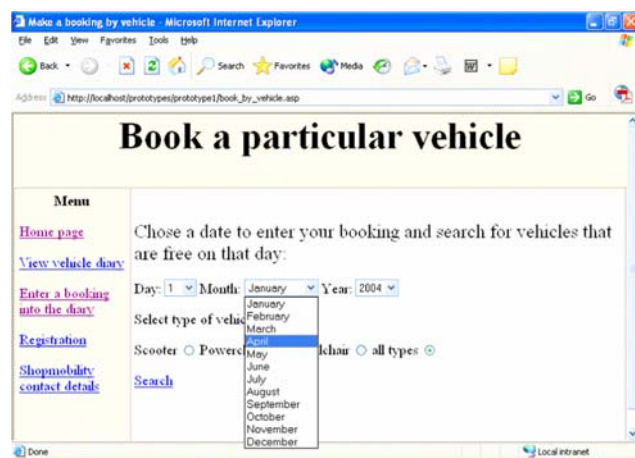 Make a booking by vehicle - Microsoft Internet Explorer
File Edit View Favorites Tools Help
Back Search Favorites Media
Address http://localhost/prototypes/prototype1/book_by_vehicle.asp Go
Book a particular vehicle
Menu
Home page
View vehicle diary
Enter a booking
into the diary
Registration
Shopmobility
contact details
Chose a date to enter your booking and search for vehicles that
are free on that day:
Day: 1 Month: January Year: 2004
January
February
March
April
May
June
July
August
September
October
November
December
Select type of vehic
Scooter Powerc lchair all types
Search
Done Local intranet